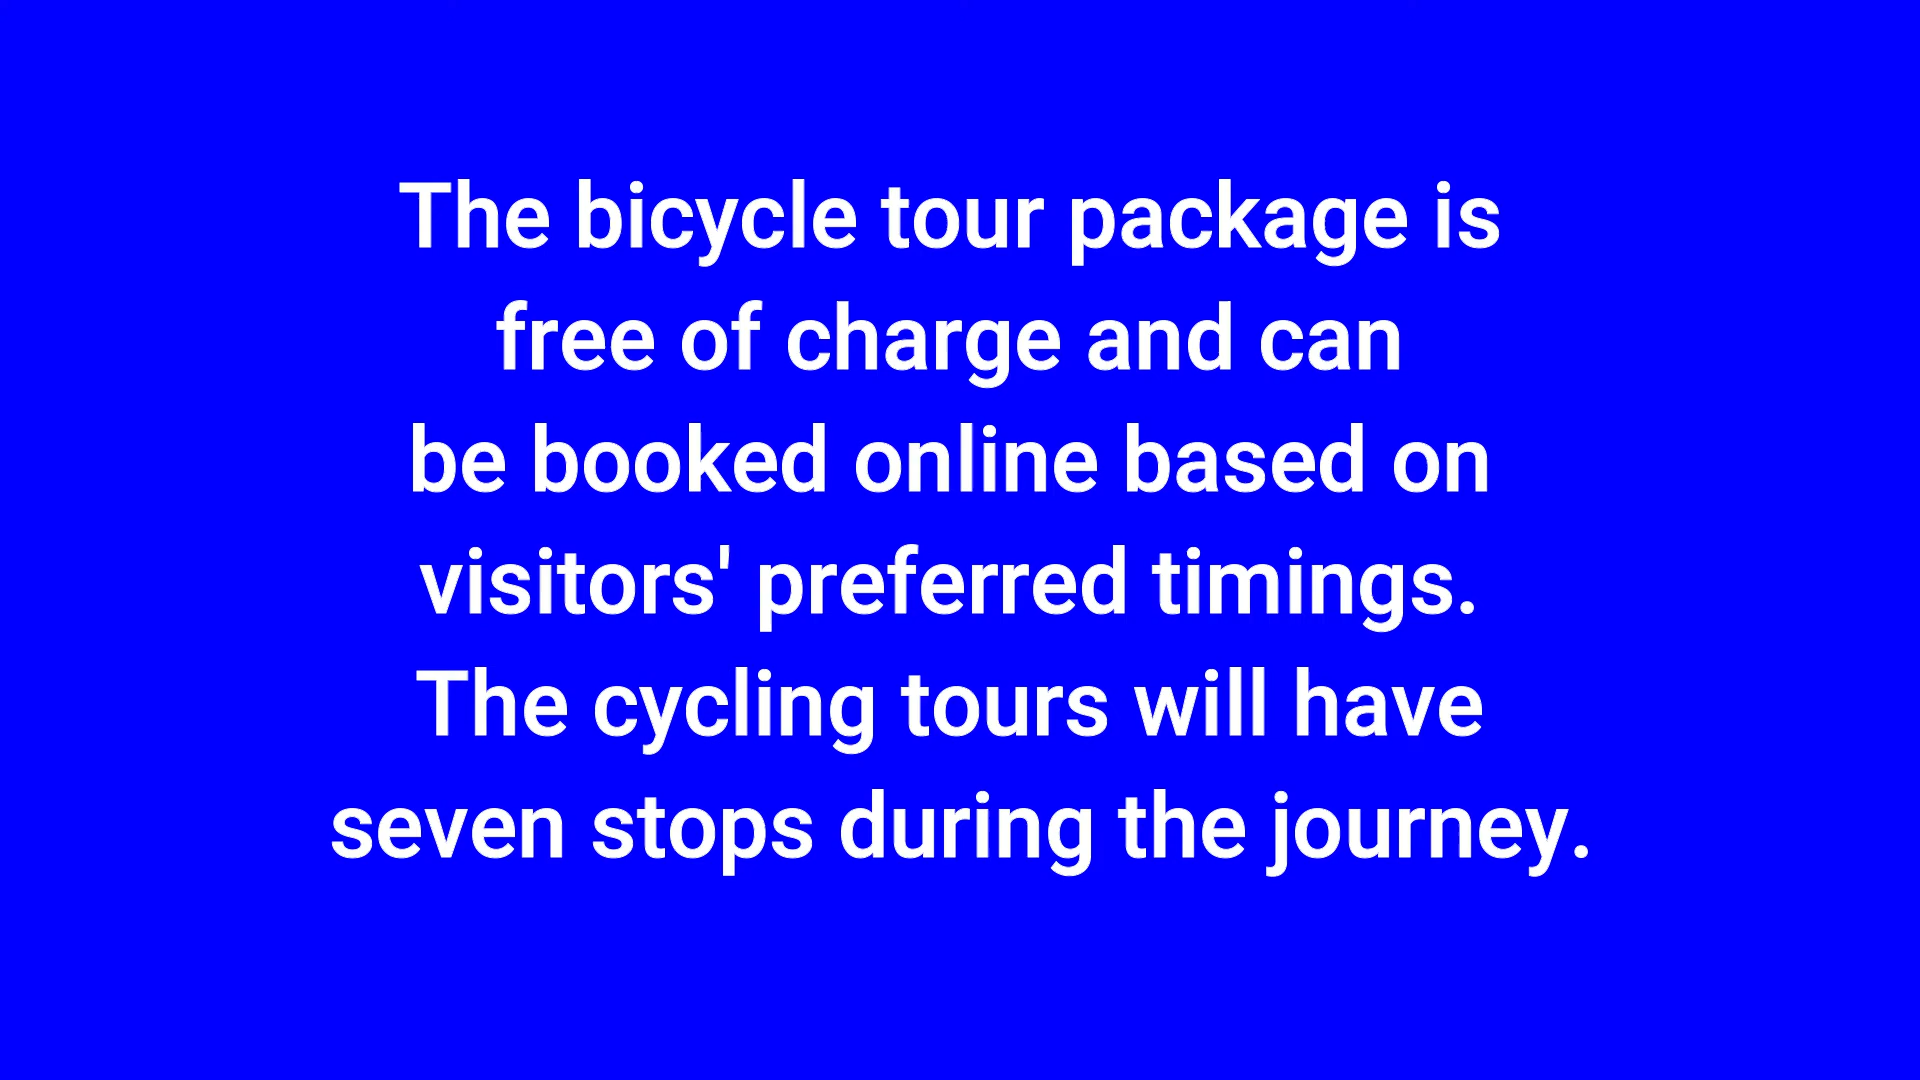 The bicycle tour package is
free of charge and can
be booked online based on
visitors' preferred timings.
The cycling tours will have
seven stops during the journey.